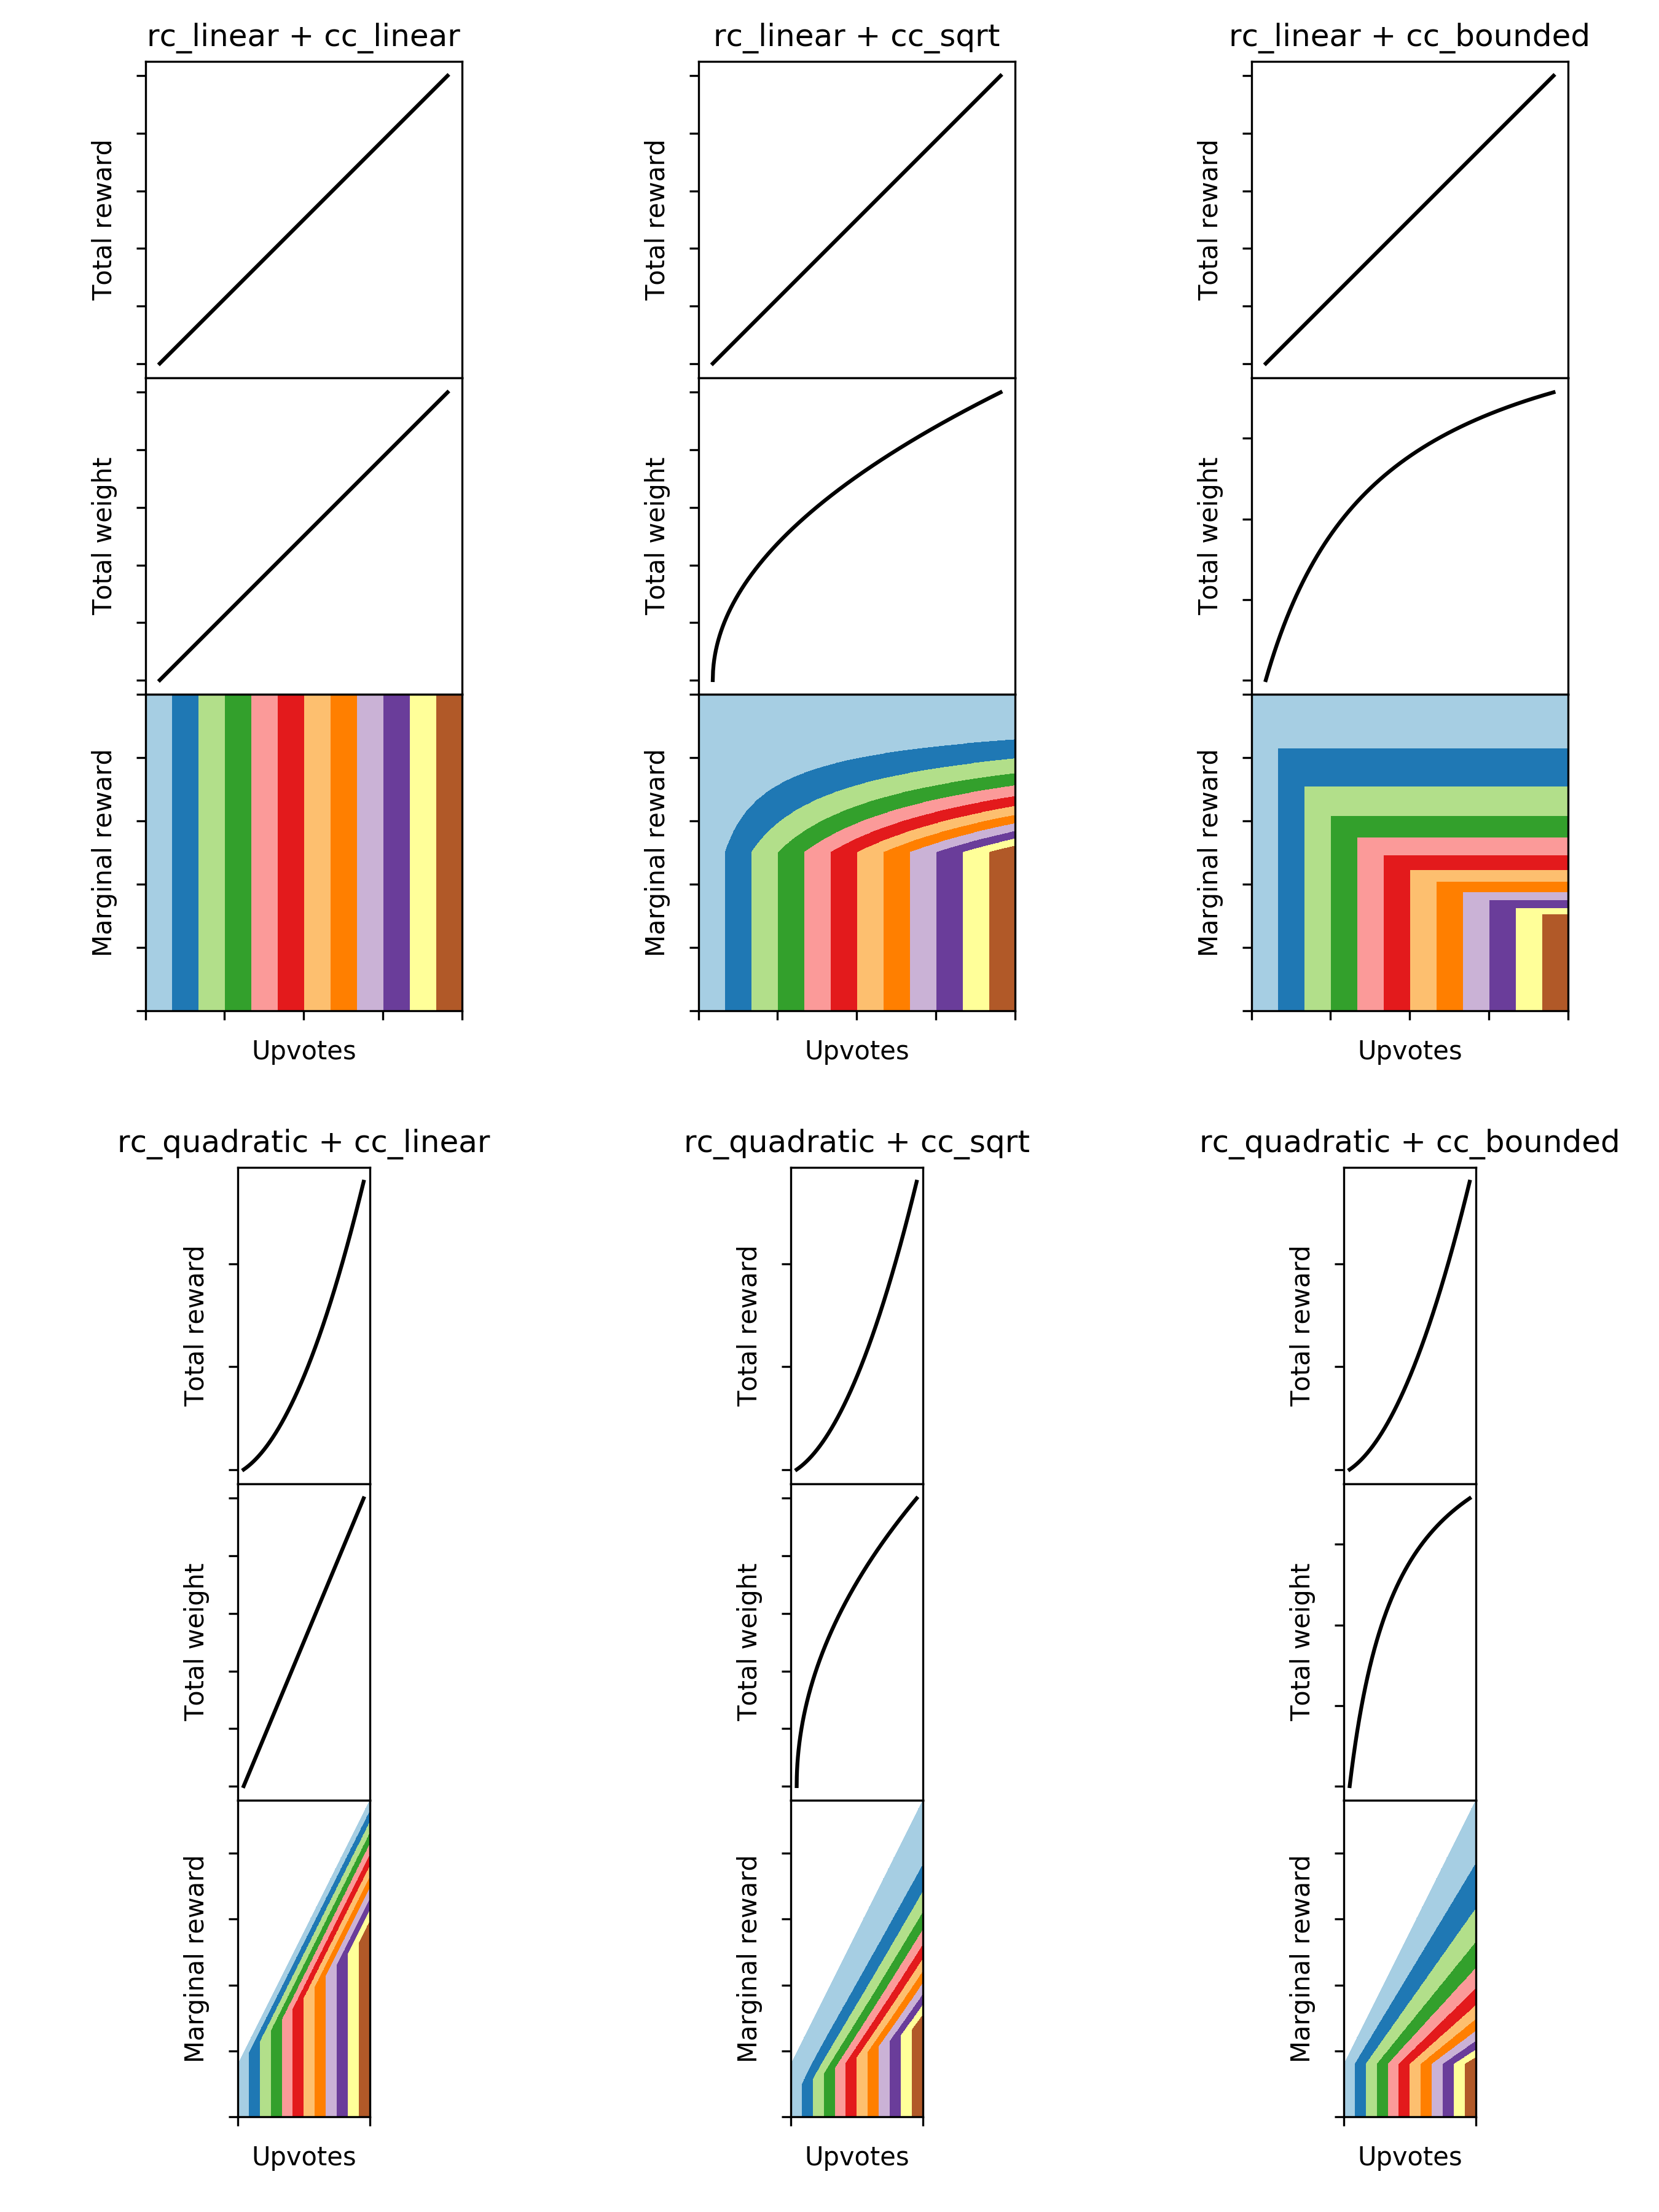 rc_linear + cc_linear
Total reward
Total weight
Marginal reward
Upvotes
rc_linear + cc_sqrt
Total reward
Total weight
Marginal reward
Upvotes
rc_linear + cc_bounded
Total reward
Total weight
Marginal reward
Upvotes
rc_quadratic + cc_linear
Total reward
Total weight
Marginal reward
Upvotes
rc_quadratic + cc_sqrt
Total reward
Total weight
Marginal reward
Upvotes
rc_quadratic + cc_bounded
Total reward
Total weight
Marginal reward
Upvotes